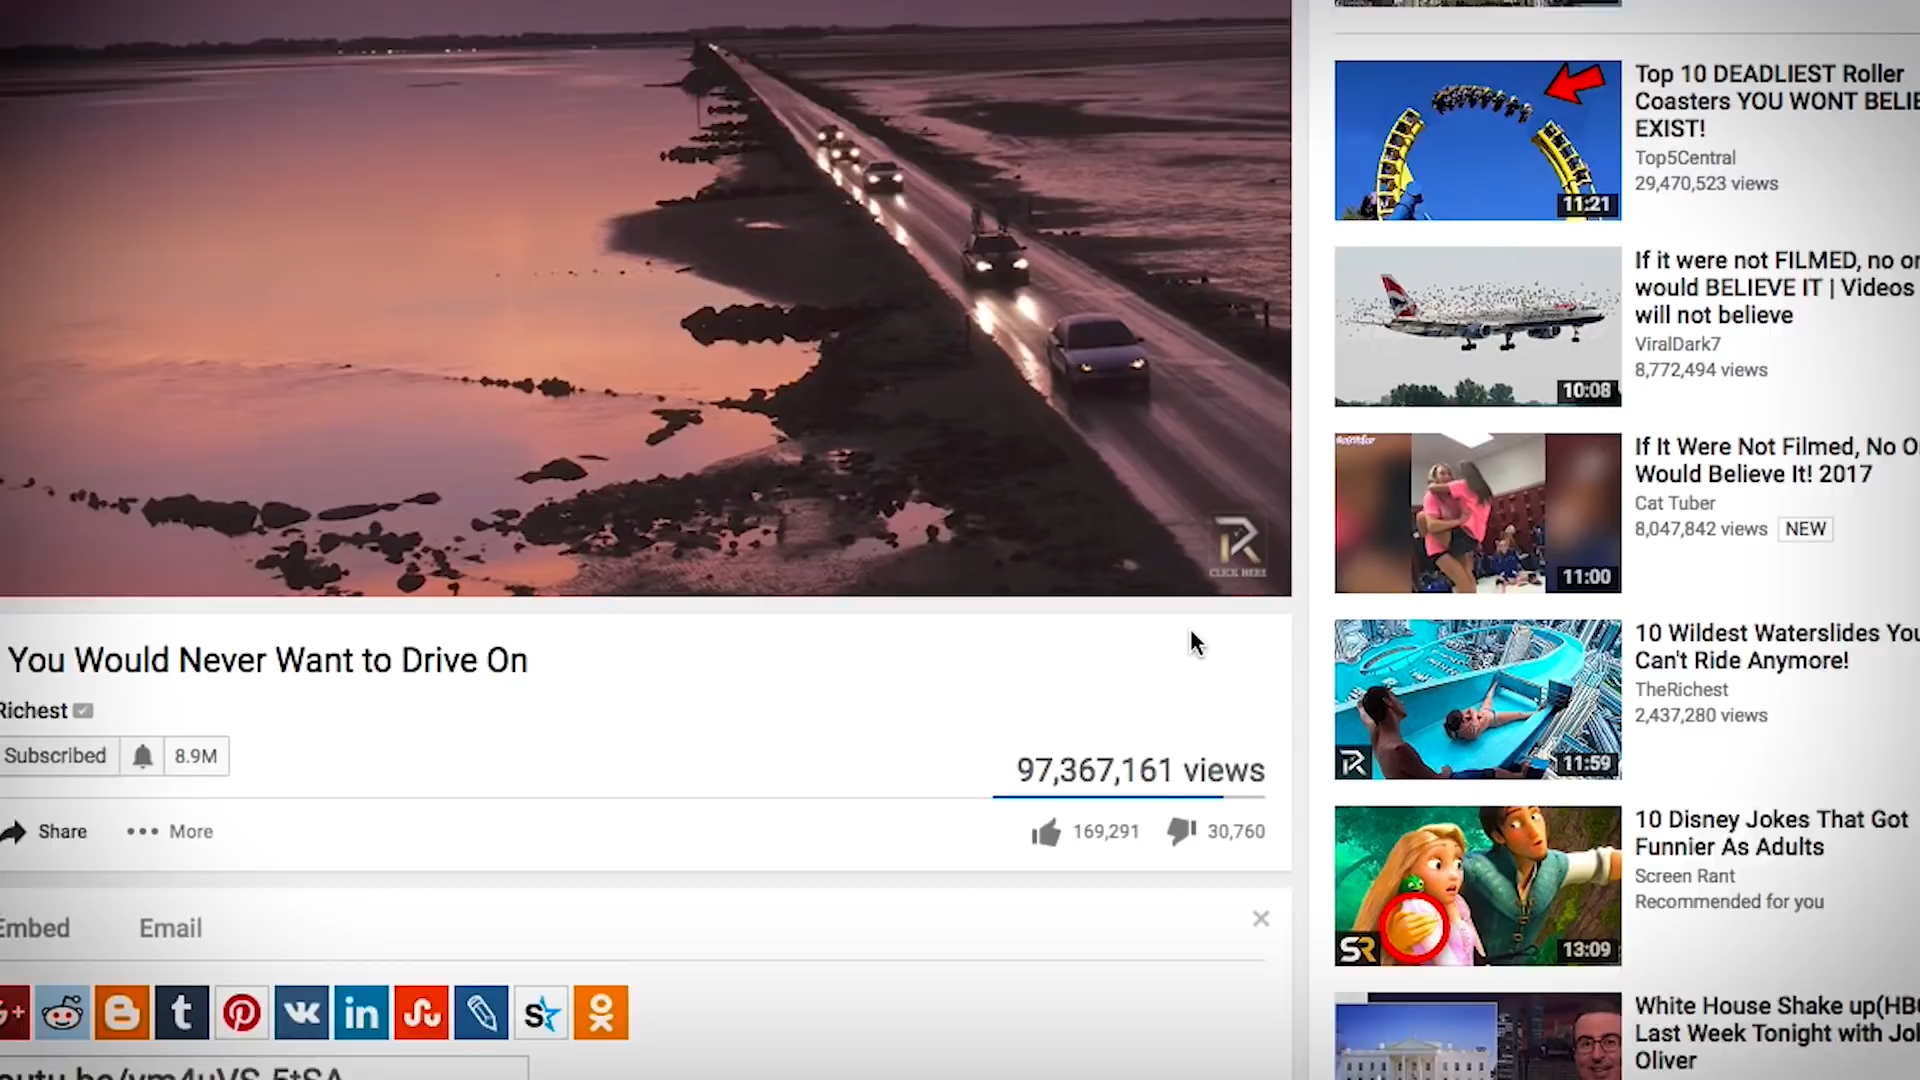 CLICK HERE
You Would Never Want to Drive On
Richest
Subscribed
8.9M
97,367,161 views
Share
More
169,291
30,760
Embed
Email
Top 10 DEADLIEST Roller
Coasters YOU WONT BELIE
EXIST!
Top5Central
29,470,523 views
11:21
If it were not FILMED, no on
would BELIEVE IT | Videos
will not believe
ViralDark7
8,772,494 views
10:08
If It Were Not Filmed, No O
Would Believe It! 2017
Cat Tuber
8,047,842 views NEW
11:00
10 Wildest Waterslides You
Can't Ride Anymore!
TheRichest
2,437,280 views
11:59
10 Disney Jokes That Got
Funnier As Adults
Screen Rant
Recommended for you
SR
13:09
White House Shake up(HB
Last Week Tonight with Jo
Oliver